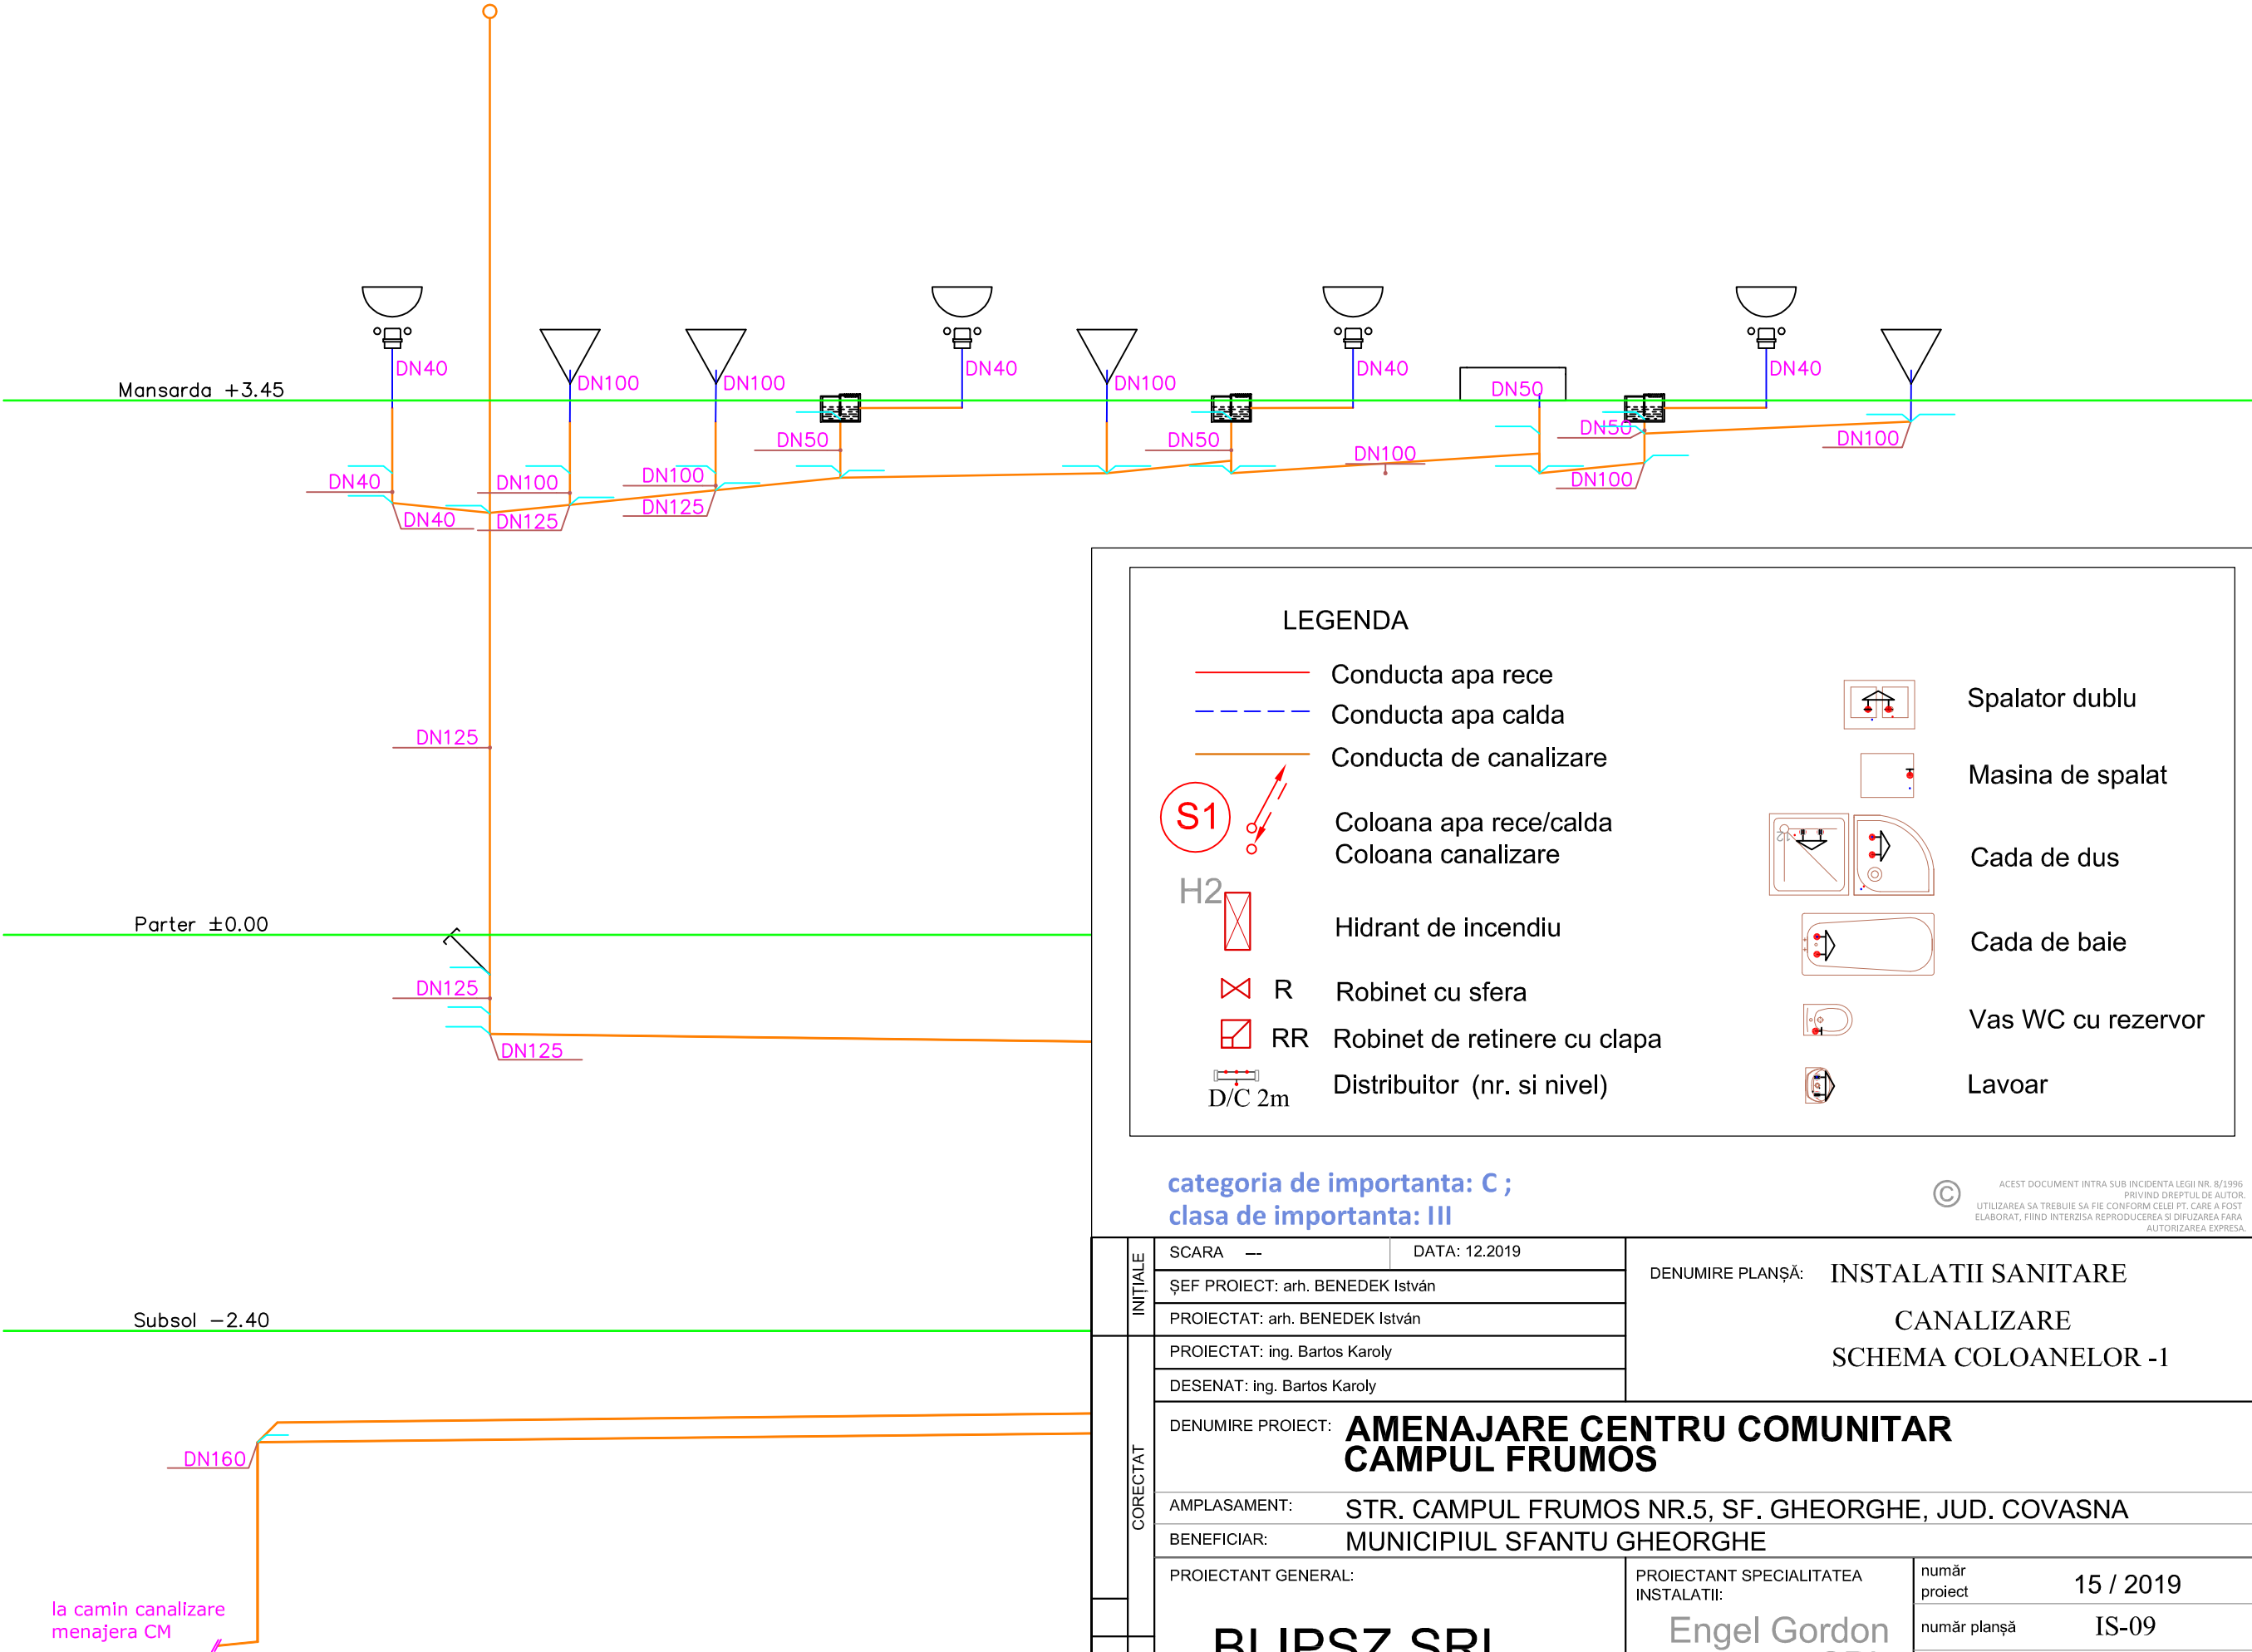 DN40
DN100
DN100
DN40
DN100
DN40
DN50
DN40
Mansarda +3.45
DN50
DN50
DN100
DN50
DN100
DN40
DN100
DN100
DN100
DN40
DN125
DN125
LEGENDA
Conducta apa rece
Conducta apa calda
Conducta de canalizare
S1
Coloana apa rece/calda
Coloana canalizare
H2
Hidrant de incendiu
R Robinet cu sfera
RR Robinet de retinere cu clapa
D/C 2m Distribuitor (nr. si nivel)
Spalator dublu
Masina de spalat
Cada de dus
Cada de baie
Vas WC cu rezervor
Lavoar
DN125
Parter ±0.00
DN125
DN125
categoria de importanta: C ;
clasa de importanta: III
© ACEST DOCUMENT INTRA SUB INCIDENTA LEGII NR. 8/1996
PRIVIND DREPTUL DE AUTOR.
UTILIZAREA SA TREBUIE SA FIE CONFORM CELEI PT. CARE A FOST
ELABORAT, FIIND INTERZISA REPRODUCEREA SI DIFUZAREA FARA
AUTORIZAREA EXPRESA.
Subsol −2.40
DN160
la camin canalizare
menajera CM
INIȚIALE
CORECTAT
SCARA --- DATA: 12.2019
ȘEF PROIECT: arh. BENEDEK István
PROIECTAT: arh. BENEDEK István
PROIECTAT: ing. Bartos Karoly
DESENAT: ing. Bartos Karoly
DENUMIRE PLANȘĂ: INSTALATII SANITARE
CANALIZARE
SCHEMA COLOANELOR -1
DENUMIRE PROIECT: AMENAJARE CENTRU COMUNITAR
CAMPUL FRUMOS
AMPLASAMENT: STR. CAMPUL FRUMOS NR.5, SF. GHEORGHE, JUD. COVASNA
BENEFICIAR: MUNICIPIUL SFANTU GHEORGHE
PROIECTANT GENERAL:
PROIECTANT SPECIALITATEA
INSTALATII:
Engel Gordon
număr
proiect 15 / 2019
număr planșă IS-09